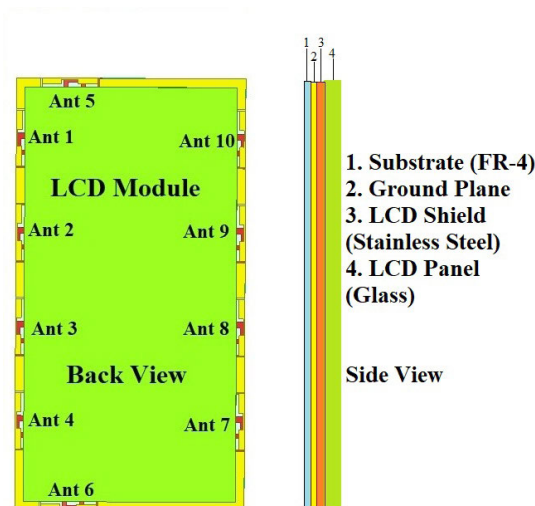 1 2 3 4
Ant 5
Ant 1
Ant 10
LCD Module
Ant 2
Ant 9
Ant 3
Ant 8
Back View
Ant 4
Ant 7
Ant 6
1. Substrate (FR-4)
2. Ground Plane
3. LCD Shield
(Stainless Steel)
4. LCD Panel
(Glass)
Side View